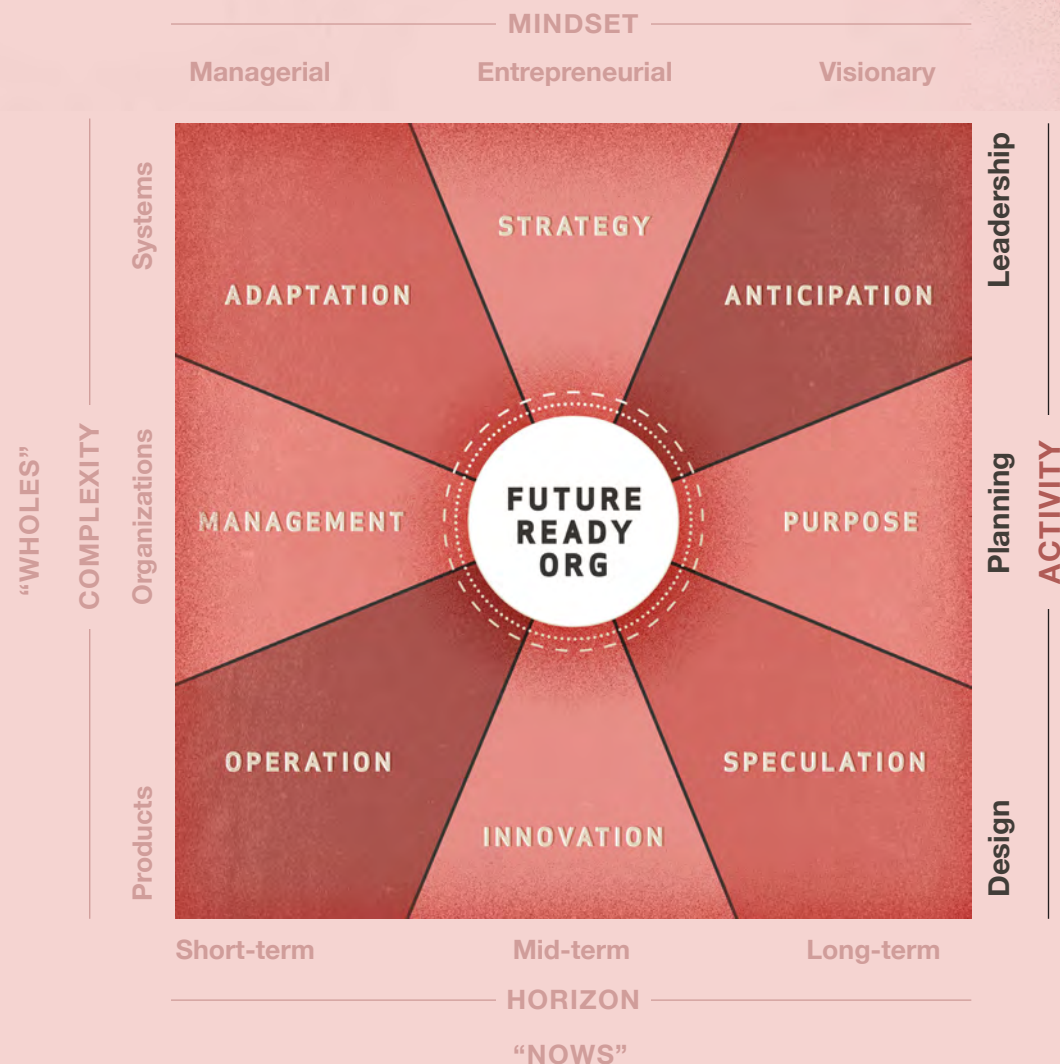 MINDSET
Managerial
Entrepreneurial
Visionary
Systems
Leadership
STRATEGY
ADAPTATION
ANTICIPATION
“WHOLES”
COMPLEXITY
Organizations
MANAGEMENT
FUTURE
READY
ORG
PURPOSE
Planning
ACTIVITY
OPERATION
SPECULATION
INNOVATION
Products
Design
Short-term
Mid-term
Long-term
HORIZON
“NOWS”